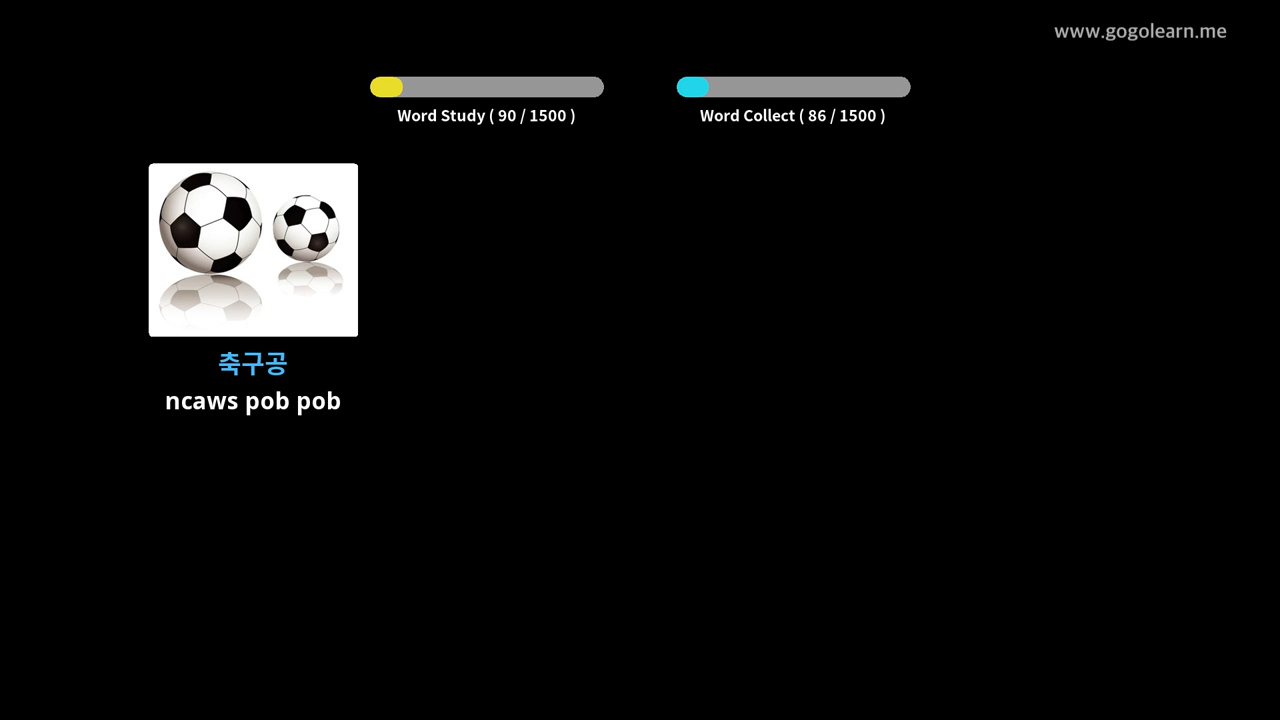 www.gogolearn.me
Word Study ( 90 / 1500 )
Word Collect ( 86 / 1500 )
축구공
ncaws pob pob